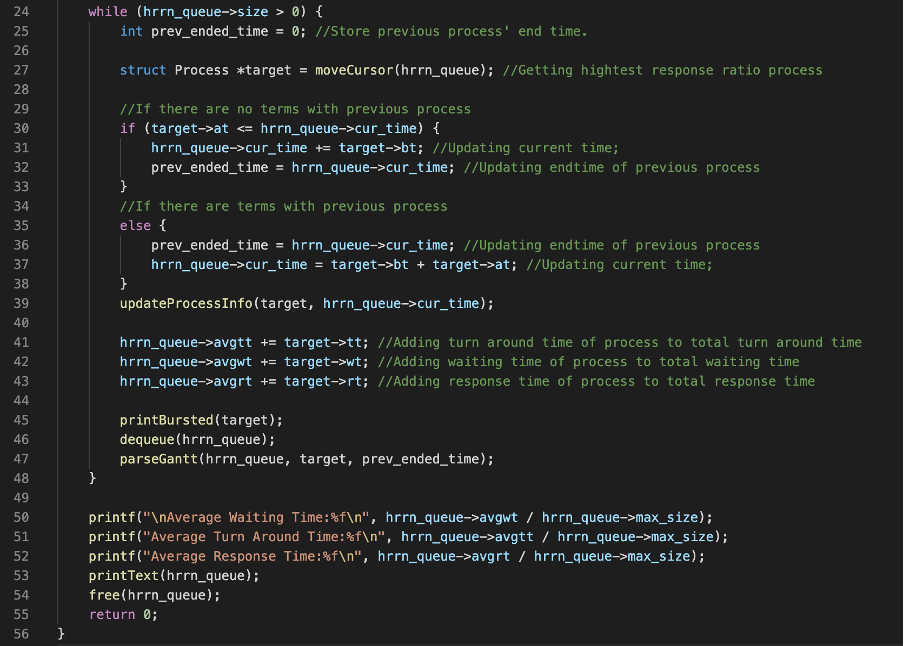 24 while (hrrn_queue->size > 0) {
25 int prev_ended_time = 0; //Store previous process' end time.
26
27 struct Process *target = moveCursor(hrrn_queue); //Getting hightest response ratio process
28
29 //If there are no terms with previous process
30 if (target->at <= hrrn_queue->cur_time) {
31 hrrn_queue->cur_time += target->bt; //Updating current time;
32 prev_ended_time = hrrn_queue->cur_time; //Updating endtime of previous process
33 }
34 //If there are terms with previous process
35 else {
36 prev_ended_time = hrrn_queue->cur_time; //Updating endtime of previous process
37 hrrn_queue->cur_time = target->bt + target->at; //Updating current time;
38 }
39 updateProcessInfo(target, hrrn_queue->cur_time);
40
41 hrrn_queue->avgtt += target->tt; //Adding turn around time of process to total turn around time
42 hrrn_queue->avgwt += target->wt; //Adding waiting time of process to total waiting time
43 hrrn_queue->avgrt += target->rt; //Adding response time of process to total response time
44
45 printBursted(target);
46 dequeue(hrrn_queue);
47 parseGantt(hrrn_queue, target, prev_ended_time);
48 }
49
50 printf("\nAverage Waiting Time:%f\n", hrrn_queue->avgwt / hrrn_queue->max_size);
51 printf("Average Turn Around Time:%f\n", hrrn_queue->avgtt / hrrn_queue->max_size);
52 printf("Average Response Time:%f\n", hrrn_queue->avgrt / hrrn_queue->max_size);
53 printText(hrrn_queue);
54 free(hrrn_queue);
55 return 0;
56 }